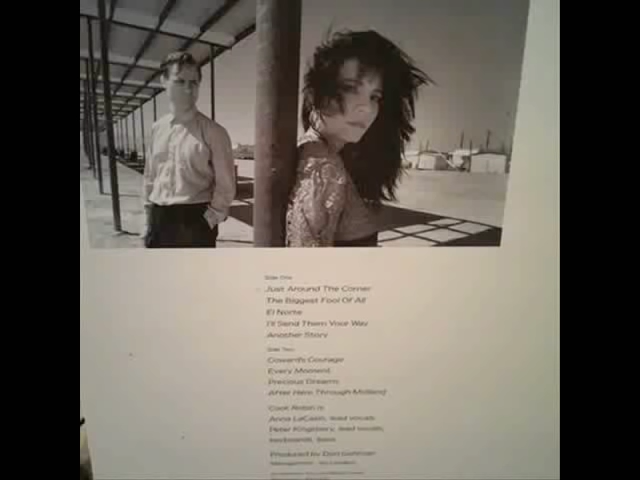 Side One
Just Around The Corner
The Biggest Fool Of All
El Norte
I'll Send Them Your Way
Another Story
Side Two
Coward's Courage
Every Moment
Precious Dreams
After Here Through Midland
Cock Robin is
Anna LaCazio, lead vocals
Peter Kingsbery, lead vocals,
keyboards, bass
Produced by Don Gehman